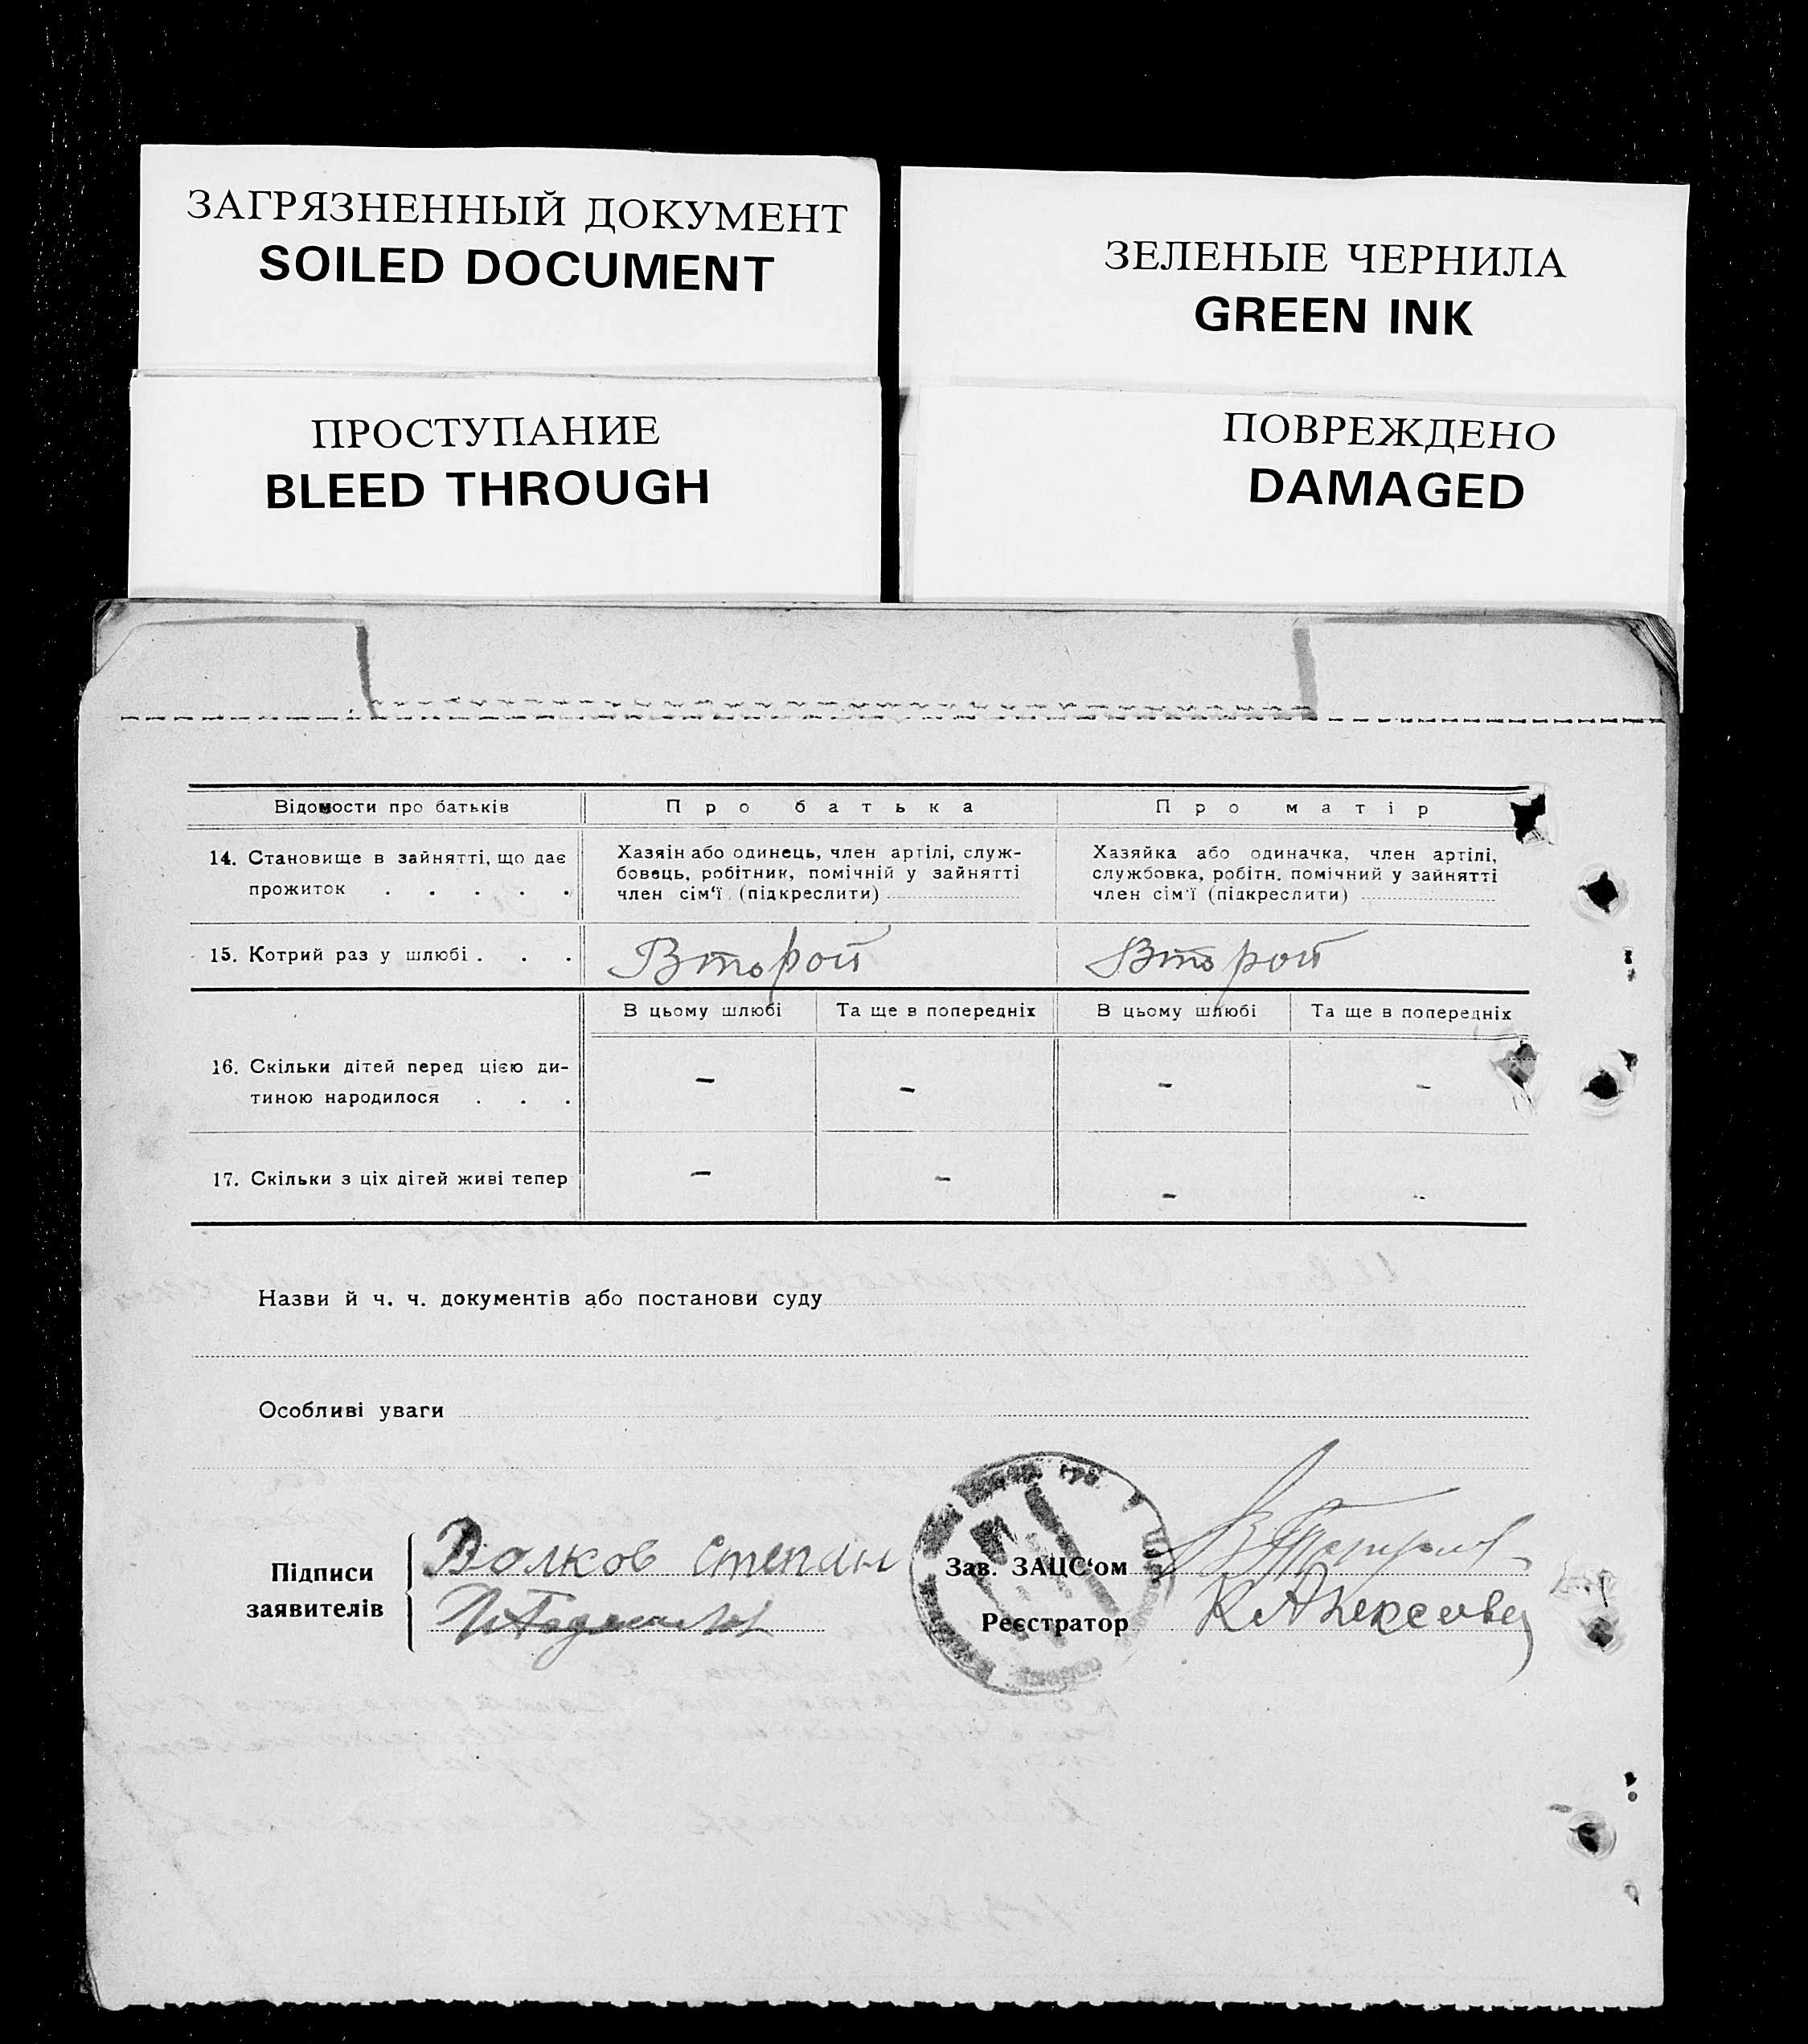 ЗАГРЯЗНЕННЫЙ ДОКУМЕНТ
SOILED DOCUMENT
ЗЕЛЕНЫЕ ЧЕРНИЛА
GREEN INK
ПРОСТУПАНИЕ
BLEED THROUGH
ПОВРЕЖДЕНО
DAMAGED
Відомости про батьків Про батька Про матір
14. Становище в зайнятті, що дає
прожиток . . . . .
Хазяін або одинець, член артілі, служ-
бовець, робітник, помічній у зайнятті
член сім'ї (підкреслити)
Хазяйка або одиначка, член артілі,
службовка, робітн. помічний у зайнятті
член сім'ї (підкреслити)
15. Котрий раз у шлюбі . . . Второй Второй
В цьому шлюбі Та ще в попередніх В цьому шлюбі Та ще в попередніх
16. Скільки дітей перед цією ди-
тиною народилося . . . – – – –
17. Скільки з ціх дітей живі тепер – – – –
Назви й ч. ч. документів або постанови суду
Особливі уваги
Підписи
заявителів
Волков Степан
Зав. ЗАЦС'ом
Реєстратор